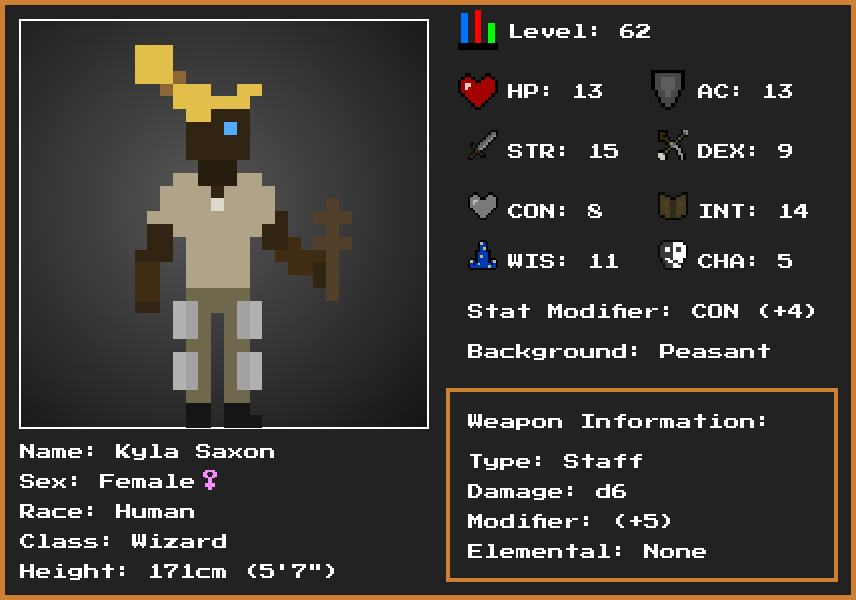 Level: 62
HP: 13
AC: 13
STR: 15
DEX: 9
CON: 8
INT: 14
WIS: 11
CHA: 5
Stat Modifier: CON (+4)
Background: Peasant
Weapon Information:
Type: Staff
Damage: d6
Modifier: (+5)
Elemental: None
Name: Kyla Saxon
Sex: Female♀
Race: Human
Class: Wizard
Height: 171cm (5'7")